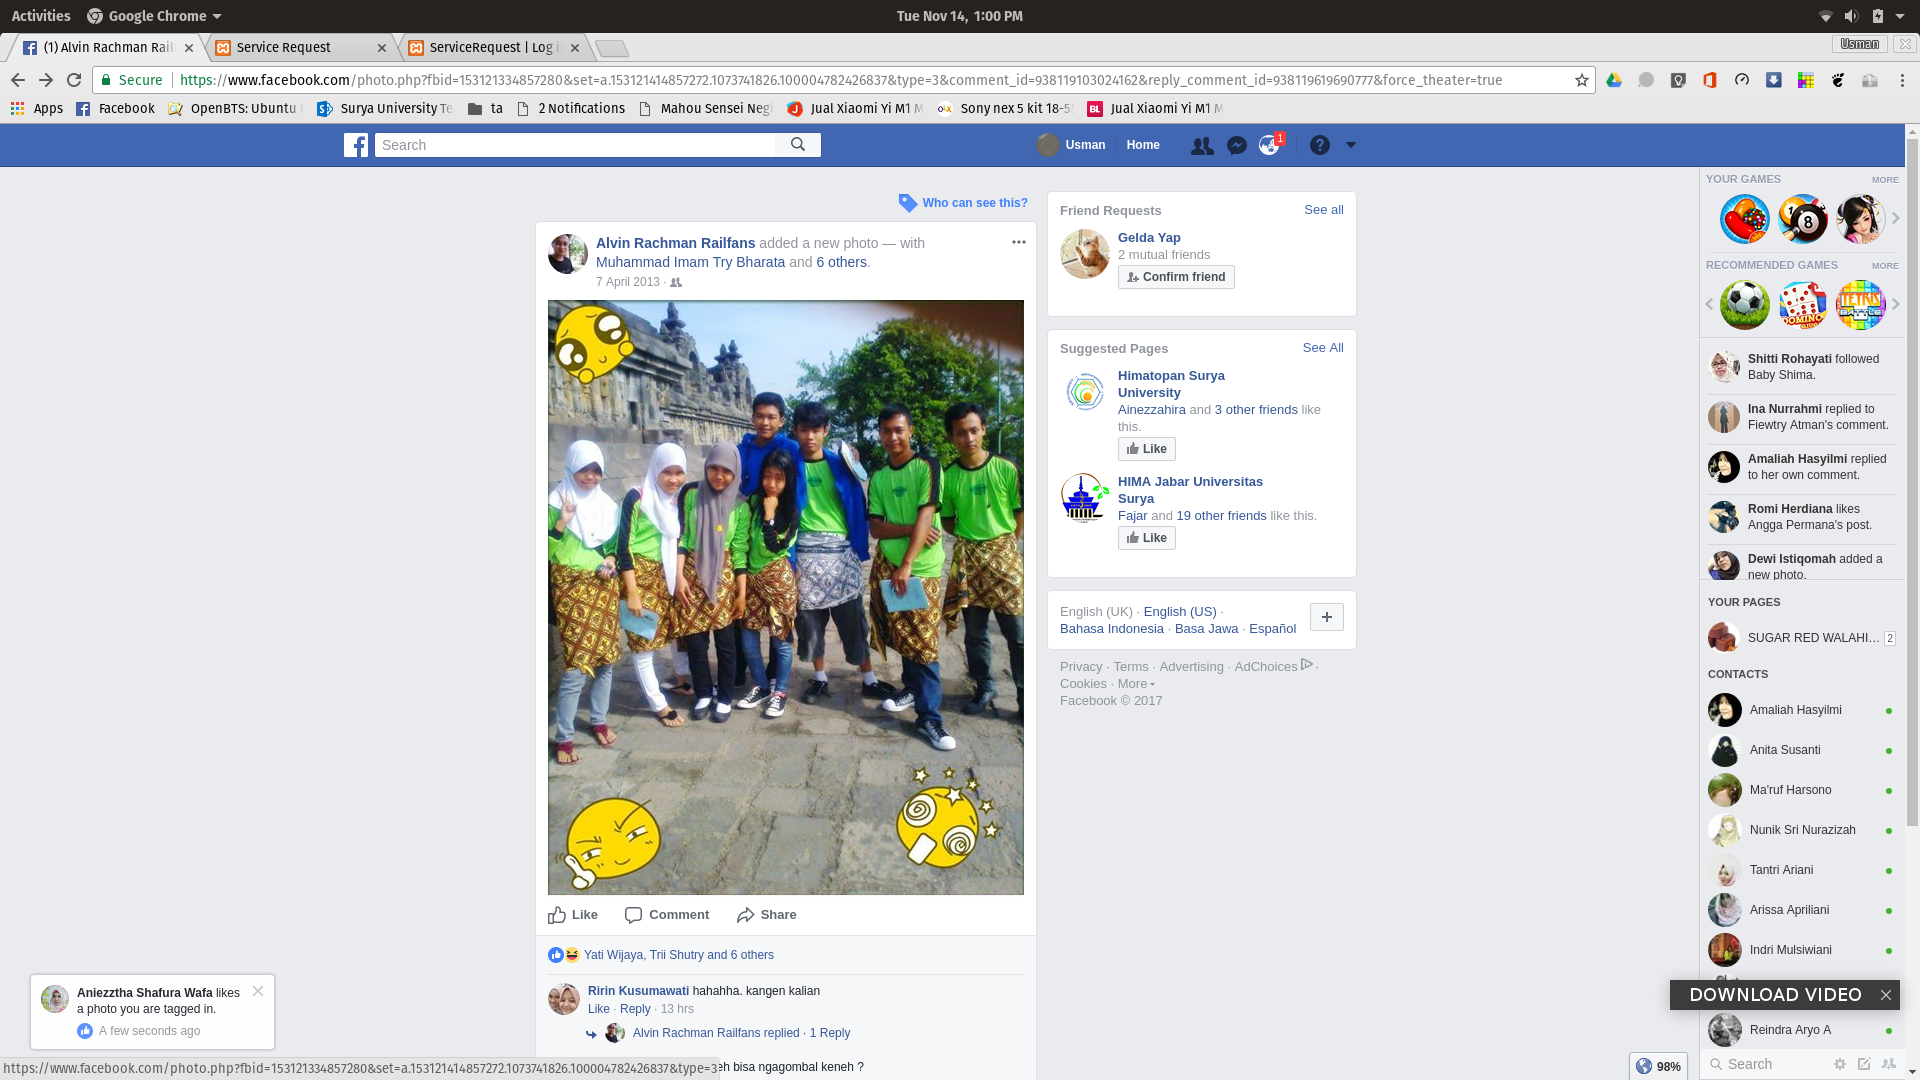 Activities Google Chrome Tue Nov 14, 1:00 PM
(1) Alvin Rachman Rail Service Request ServiceRequest | Log i Usman
Secure https://www.facebook.com/photo.php?fbid=153121334857280&set=a.153121414857272.1073741826.100004782426837&type=3&comment_id=938119103024162&reply_comment_id=938119619690777&force_theater=true
Apps Facebook OpenBTS: Ubuntu Surya University Te ta 2 Notifications Mahou Sensei Neg Jual Xiaomi Yi M1 M Sony nex 5 kit 18-5 Jual Xiaomi Yi M1 M
Search
Usman Home 1
Who can see this?
Alvin Rachman Railfans added a new photo — with
Muhammad Imam Try Bharata and 6 others.
7 April 2013 ·
Like Comment Share
Yati Wijaya, Trii Shutry and 6 others
Ririn Kusumawati hahahha. kangen kalian
Like · Reply · 13 hrs
Alvin Rachman Railfans replied · 1 Reply
eh bisa ngagombal keneh ?
Friend Requests See all
Gelda Yap
2 mutual friends
Confirm friend
Suggested Pages See All
Himatopan Surya
University
Ainezzahira and 3 other friends like
this.
Like
HIMA Jabar Universitas
Surya
Fajar and 19 other friends like this.
Like
English (UK) · English (US) ·
Bahasa Indonesia · Basa Jawa · Español
Privacy · Terms · Advertising · AdChoices ·
Cookies · More
Facebook © 2017
YOUR GAMES MORE
8
RECOMMENDED GAMES MORE
DOMINO
TETRIS
BATTLE
Shitti Rohayati followed
Baby Shima.
Ina Nurrahmi replied to
Fiewtry Atman's comment.
Amaliah Hasyilmi replied
to her own comment.
Romi Herdiana likes
Angga Permana's post.
Dewi Istiqomah added a
new photo.
YOUR PAGES
SUGAR RED WALAHI... 2
CONTACTS
Amaliah Hasyilmi
Anita Susanti
Ma'ruf Harsono
Nunik Sri Nurazizah
Tantri Ariani
Arissa Apriliani
Indri Mulsiwiani
DOWNLOAD VIDEO
Reindra Aryo A
Search
98%
Aniezztha Shafura Wafa likes
a photo you are tagged in.
A few seconds ago
https://www.facebook.com/photo.php?fbid=153121334857280&set=a.153121414857272.1073741826.100004782426837&type=3